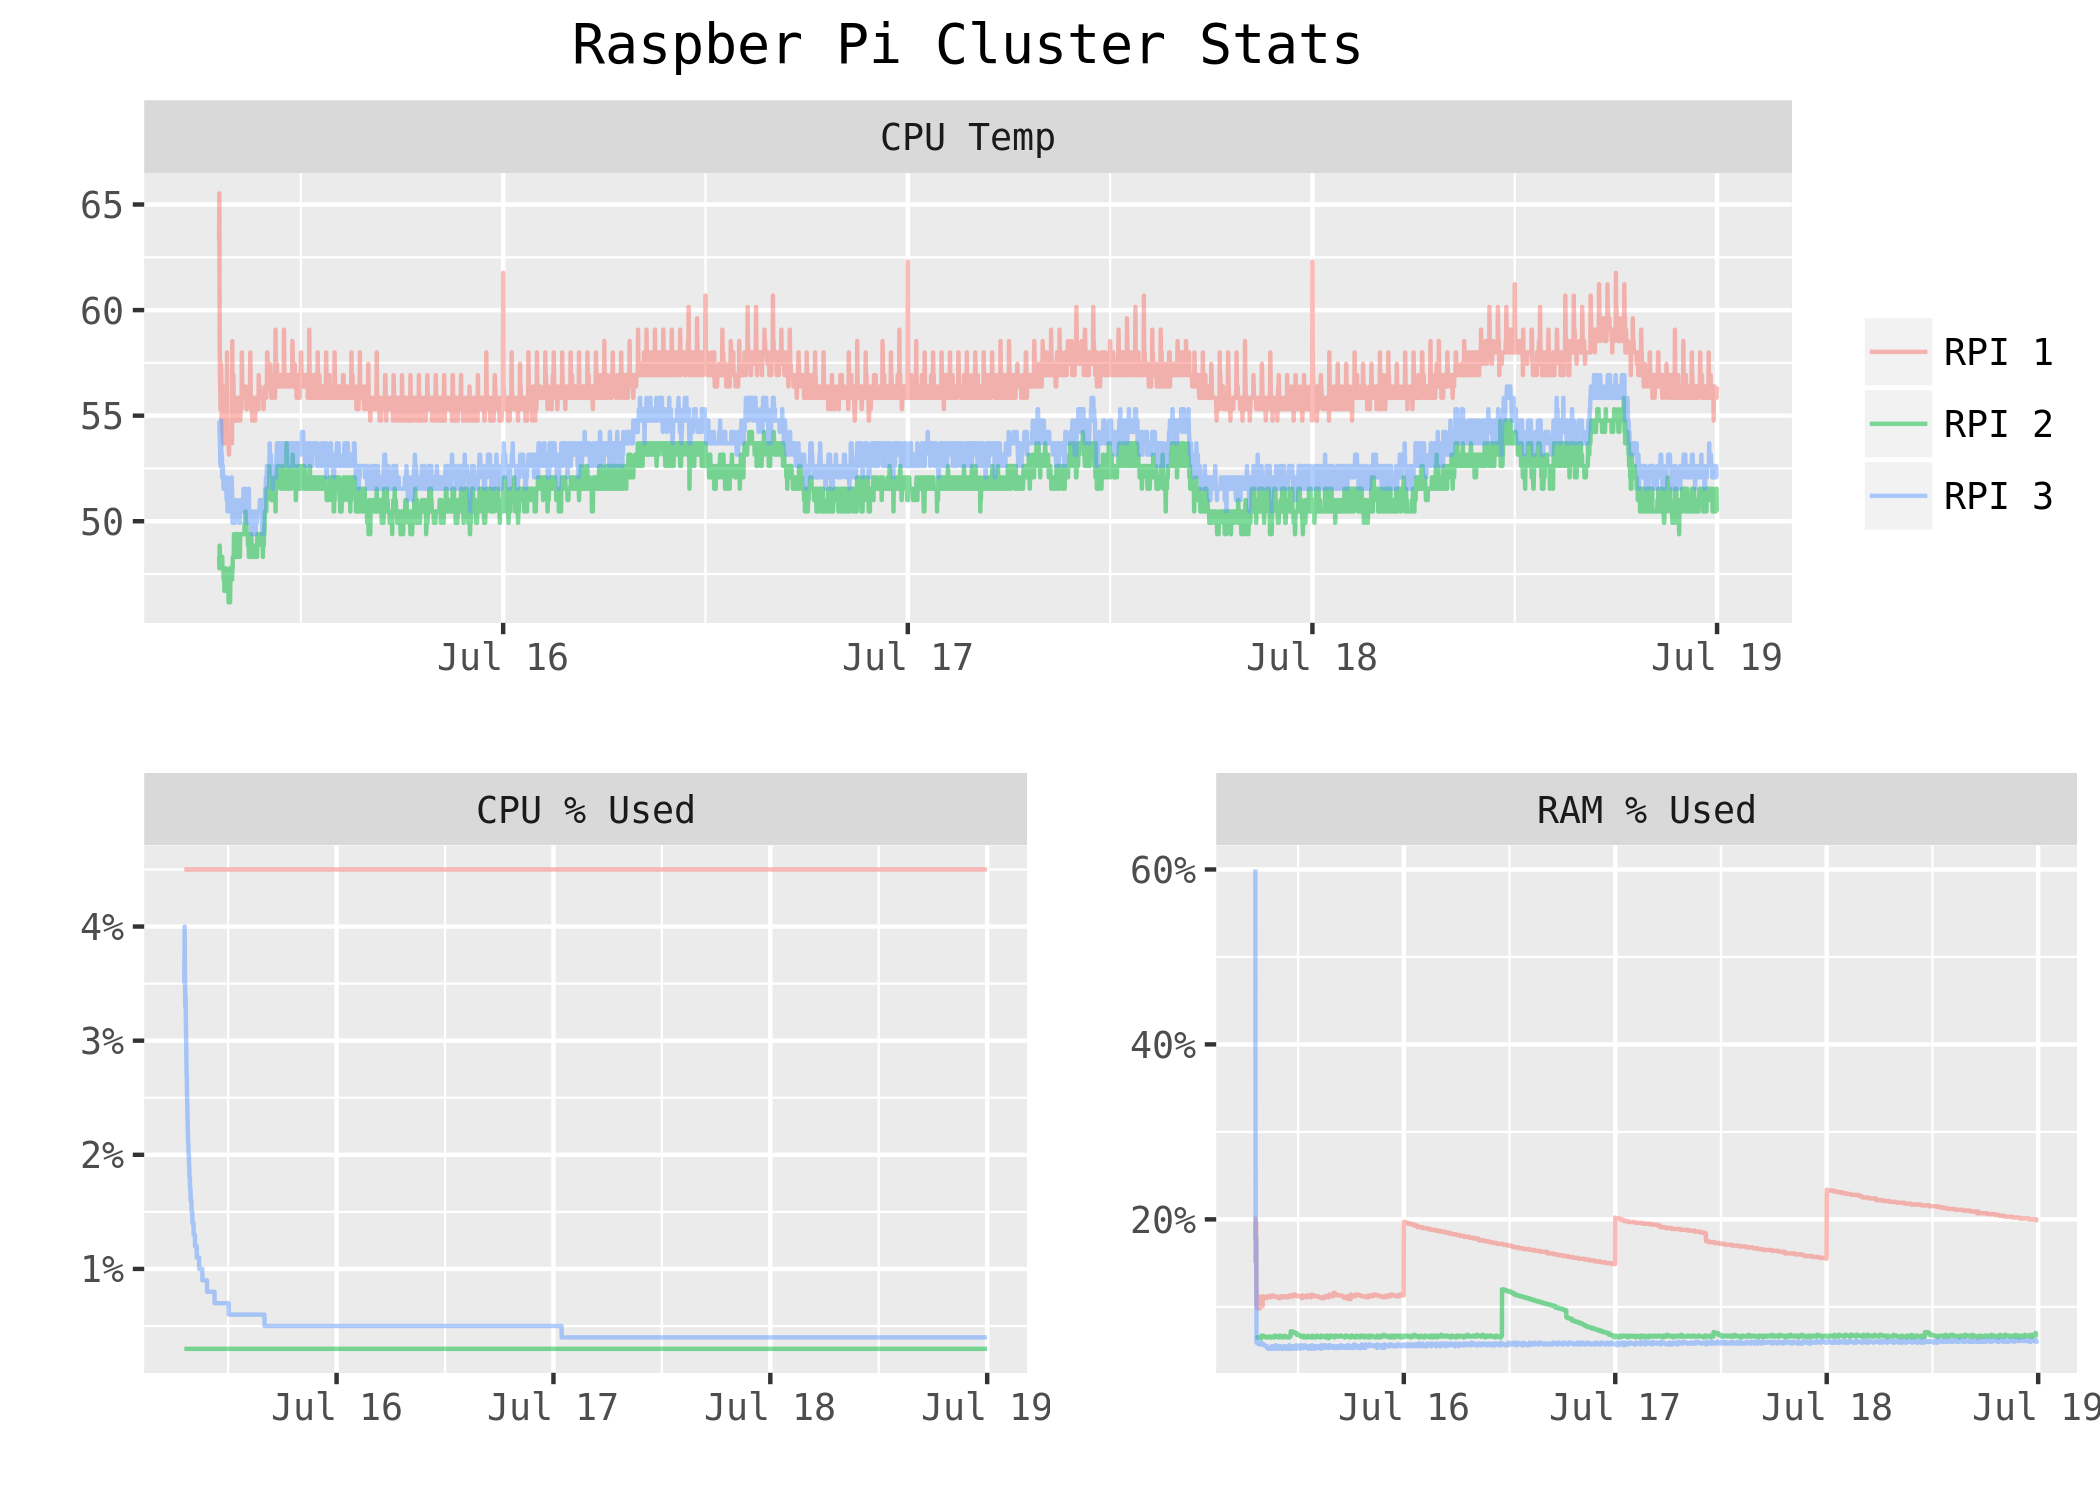 Raspber Pi Cluster Stats
CPU Temp
65
60
55
50
Jul 16 Jul 17 Jul 18 Jul 19
RPI 1
RPI 2
RPI 3
CPU % Used
4%
3%
2%
1%
Jul 16 Jul 17 Jul 18 Jul 19
RAM % Used
60%
40%
20%
Jul 16 Jul 17 Jul 18 Jul 19